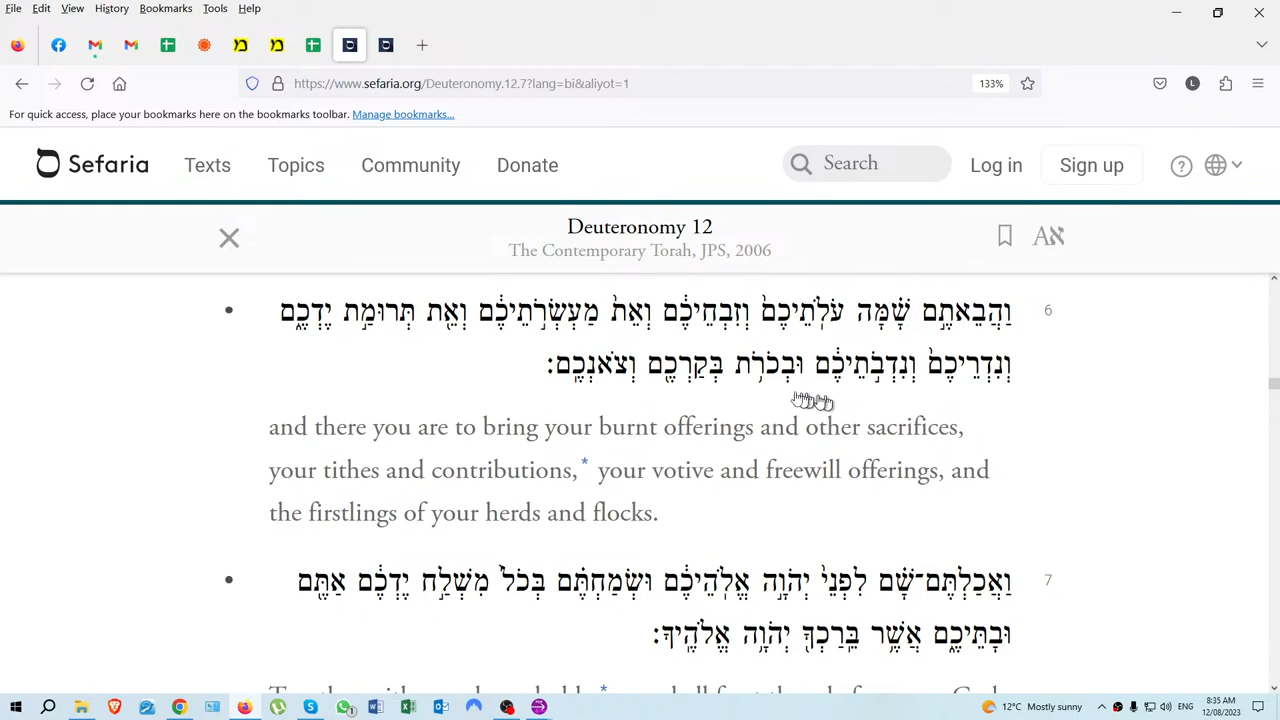 File Edit View History Bookmarks Tools Help
https://www.sefaria.org/Deuteronomy.12.7?lang=bi&aliyot=1 133%
For quick access, place your bookmarks here on the bookmarks toolbar. Manage bookmarks...
Sefaria Texts Topics Community Donate Search Log in Sign up
Deuteronomy 12
The Contemporary Torah, JPS, 2006
וַהֲבֵאתֶ֣ם שָׁ֗מָּה עֹלֹֽתֵיכֶם֙ וְזִבְחֵיכֶ֔ם וְאֵת֙ מַעְשְׂרֹ֣תֵיכֶ֔ם וְאֵ֖ת תְּרוּמַ֣ת יֶדְכֶ֑ם 6
וְנִדְרֵיכֶם֙ וְנִדְבֹ֣תֵיכֶ֔ם וּבְכֹרֹ֥ת בְּקַרְכֶ֖ם וְצֹאנְכֶֽם׃
and there you are to bring your burnt offerings and other sacrifices,
your tithes and contributions,* your votive and freewill offerings, and
the firstlings of your herds and flocks.
וַאֲכַלְתֶּם־שָׁ֗ם לִפְנֵי֙ יְהֹוָ֣ה אֱלֹֽהֵיכֶ֔ם וּשְׂמַחְתֶּ֗ם בְּכֹל֙ מִשְׁלַ֣ח יֶדְכֶ֔ם אַתֶּ֖ם 7
וּבָתֵּיכֶ֑ם אֲשֶׁ֥ר בֵּֽרַכְךָ֖ יְהֹוָ֥ה אֱלֹהֶֽיךָ׃
12°C Mostly sunny 8:35 AM
12/08/2023